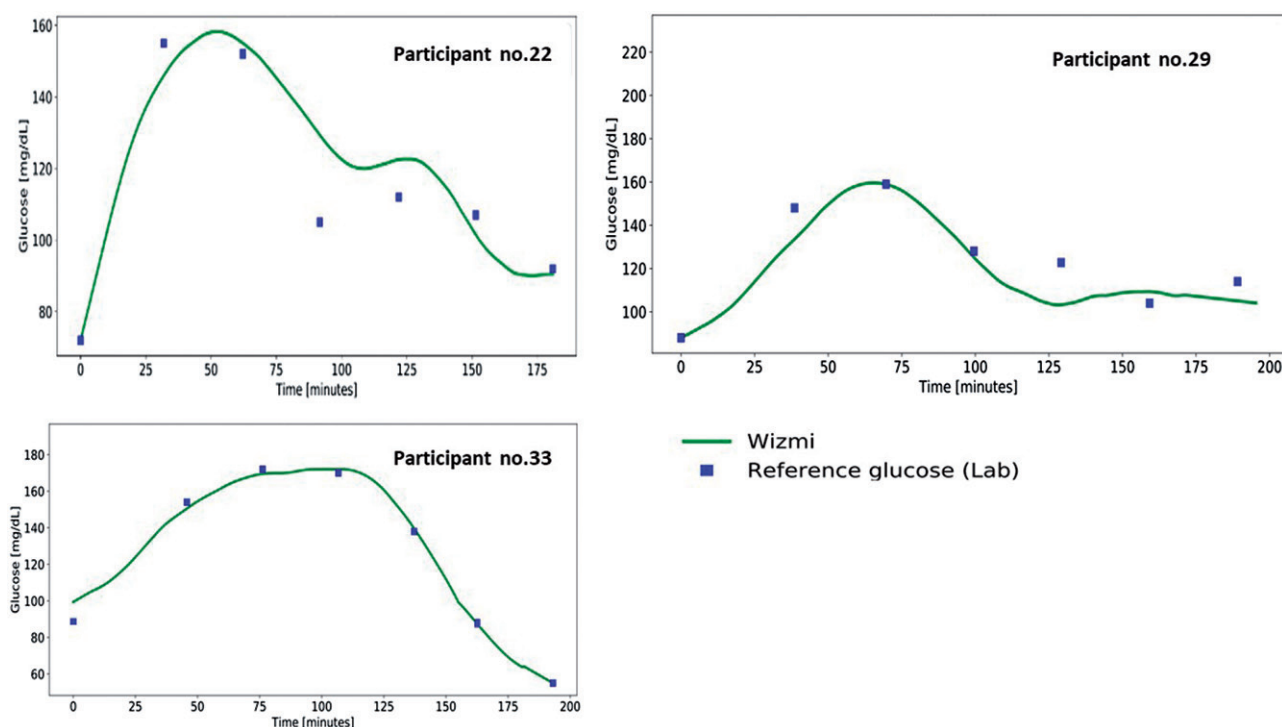 Participant no.22
Glucose [mg/dL]
160
140
120
100
80
0 25 50 75 100 125 150 175
Time [minutes]
Participant no.29
Glucose [mg/dL]
220
200
180
160
140
120
100
0 25 50 75 100 125 150 175 200
Time [minutes]
Participant no.33
Glucose [mg/dL]
180
160
140
120
100
80
60
0 25 50 75 100 125 150 175 200
Time [minutes]
Wizmi
Reference glucose (Lab)